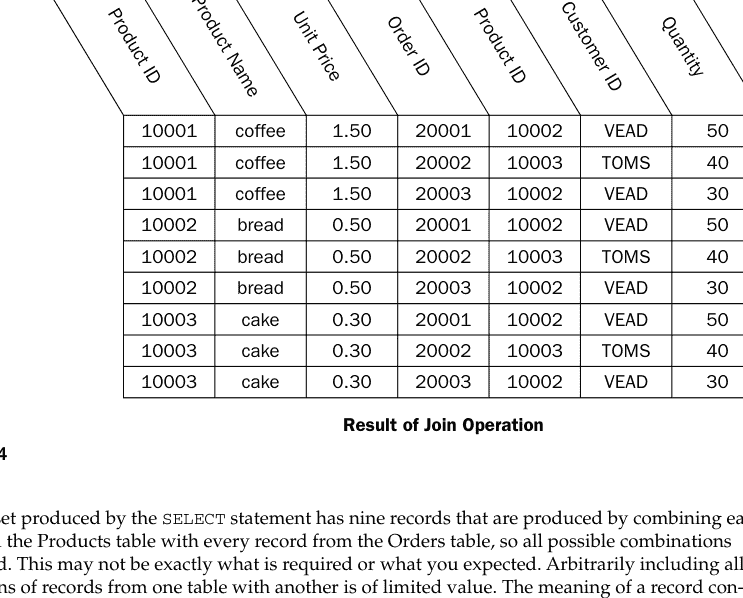 Product ID Product Name Unit Price Order ID Product ID Customer ID Quantity
10001 coffee 1.50 20001 10002 VEAD 50
10001 coffee 1.50 20002 10003 TOMS 40
10001 coffee 1.50 20003 10002 VEAD 30
10002 bread 0.50 20001 10002 VEAD 50
10002 bread 0.50 20002 10003 TOMS 40
10002 bread 0.50 20003 10002 VEAD 30
10003 cake 0.30 20001 10002 VEAD 50
10003 cake 0.30 20002 10003 TOMS 40
10003 cake 0.30 20003 10002 VEAD 30
Result of Join Operation
4
set produced by the SELECT statement has nine records that are produced by combining
the Products table with every record from the Orders table, so all possible combinations
This may not be exactly what is required or what you expected. Arbitrarily including all
of records from one table with another is of limited value. The meaning of a record con-